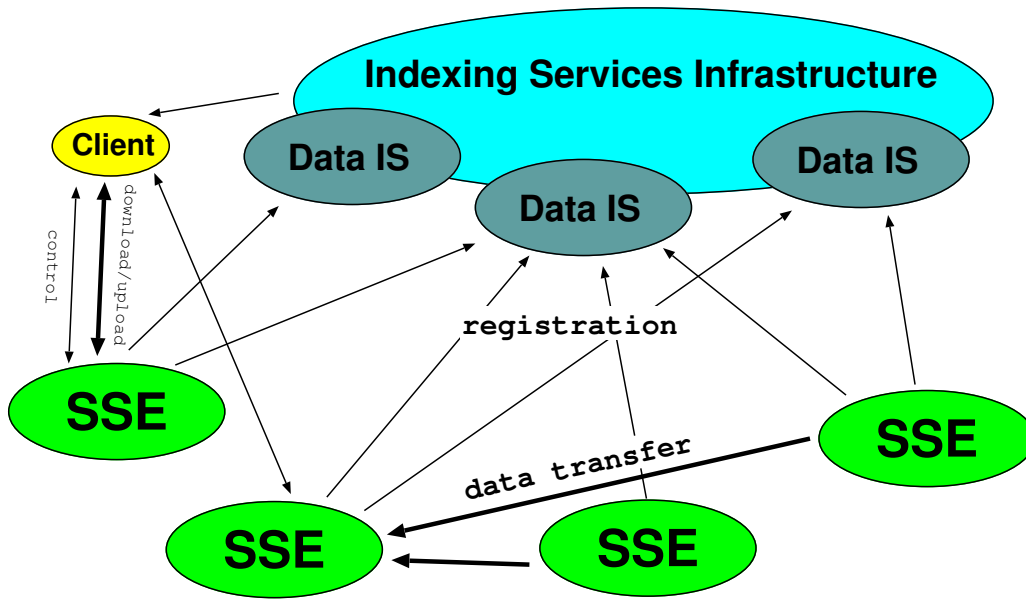 Indexing Services Infrastructure
Client
Data IS
Data IS
Data IS
control
download/upload
registration
SSE
SSE
data transfer
SSE
SSE